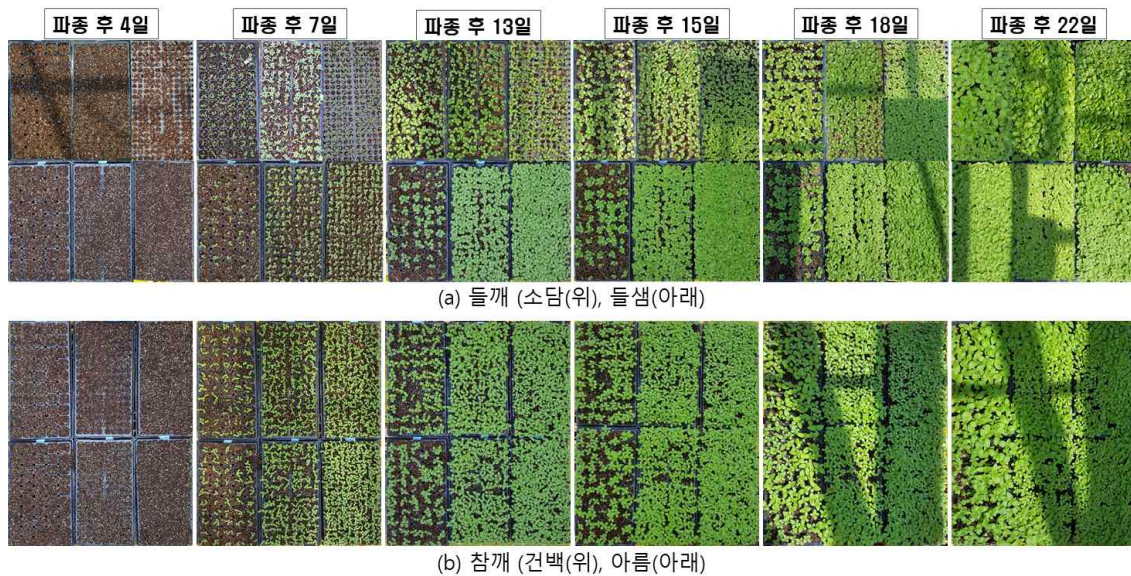 파종 후 4일 파종 후 7일 파종 후 13일 파종 후 15일 파종 후 18일 파종 후 22일
(a) 들깨 (소담(위), 들샘(아래)
(b) 참깨 (건백(위), 아름(아래)